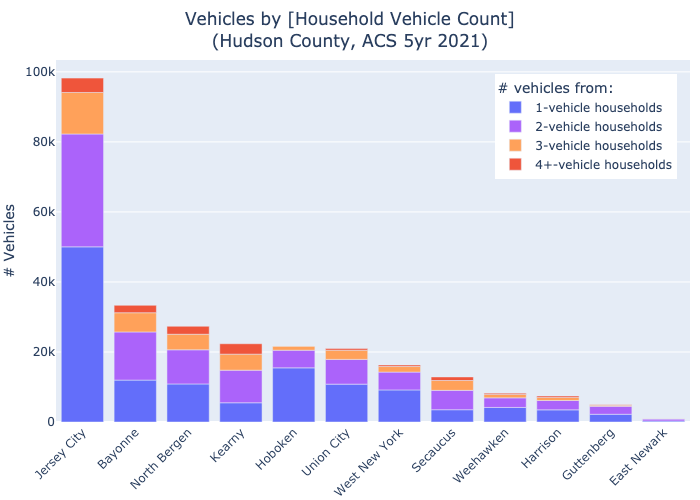 Vehicles by [Household Vehicle Count]
(Hudson County, ACS 5yr 2021)
# Vehicles
100k
80k
60k
40k
20k
0
# vehicles from:
1-vehicle households
2-vehicle households
3-vehicle households
4+-vehicle households
Jersey City
Bayonne
North Bergen
Kearny
Hoboken
Union City
West New York
Secaucus
Weehawken
Harrison
Guttenberg
East Newark